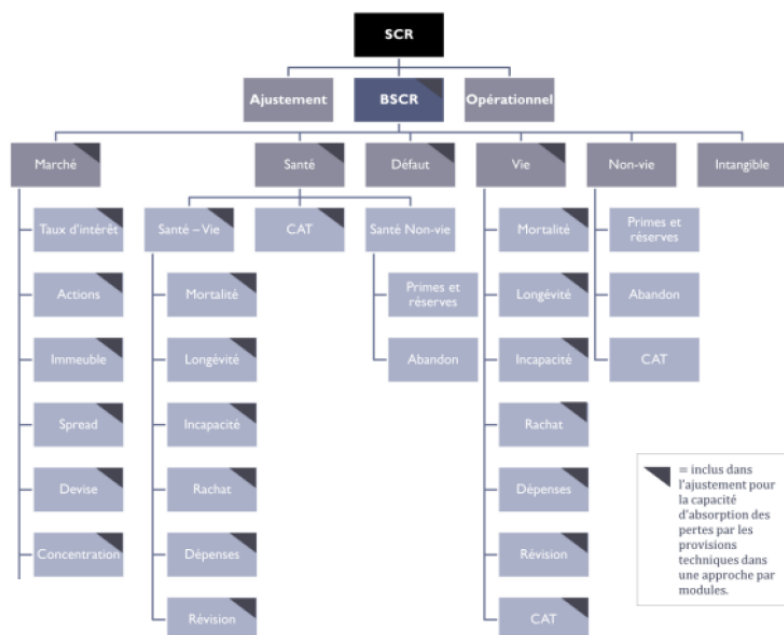 SCR
Ajustement
BSCR
Opérationnel
Marché
Santé
Défaut
Vie
Non-vie
Intangible
Taux d'intérêt
Santé – Vie
CAT
Santé Non-vie
Mortalité
Primes et
réserves
Actions
Mortalité
Primes et
réserves
Longévité
Abandon
Immeuble
Longévité
Abandon
Incapacité
CAT
Spread
Incapacité
Rachat
Devise
Rachat
Dépenses
Concentration
Dépenses
Révision
Révision
CAT
= inclus dans
l'ajustement pour
la capacité
d'absorption des
pertes par les
provisions
techniques dans
une approche par
modules.